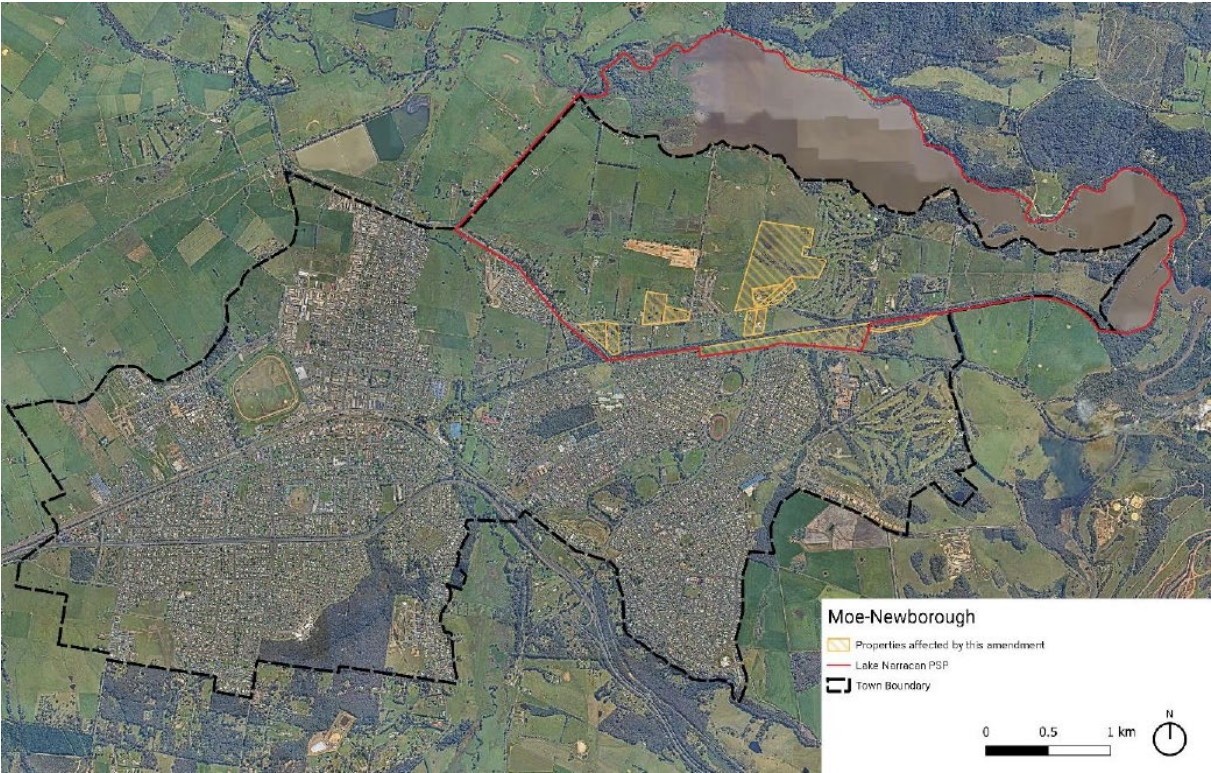 Moe-Newborough
Properties affected by this amendment
Lake Narracan PSP
Town Boundary
N
0 0.5 1 km